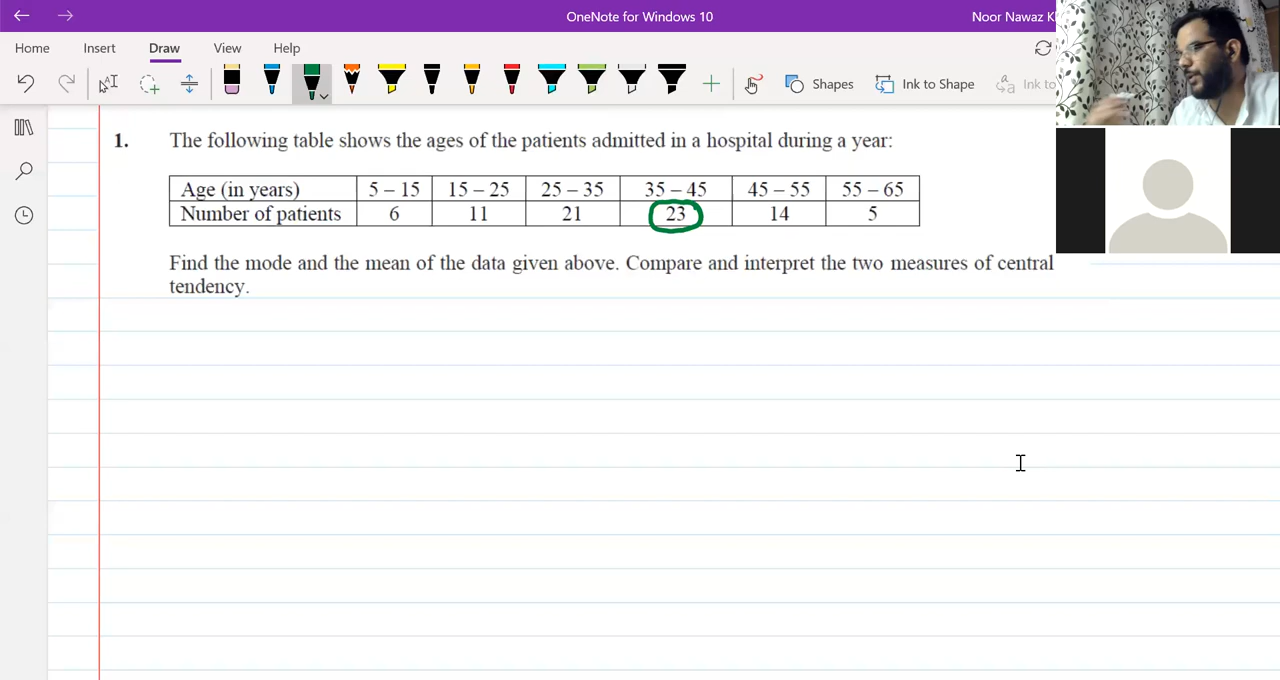 OneNote for Windows 10
Noor Nawaz
Home Insert Draw View Help
Shapes Ink to Shape Ink to
1. The following table shows the ages of the patients admitted in a hospital during a year:
Age (in years) 5 – 15 15 – 25 25 – 35 35 – 45 45 – 55 55 – 65
Number of patients 6 11 21 23 14 5
Find the mode and the mean of the data given above. Compare and interpret the two measures of central
tendency.